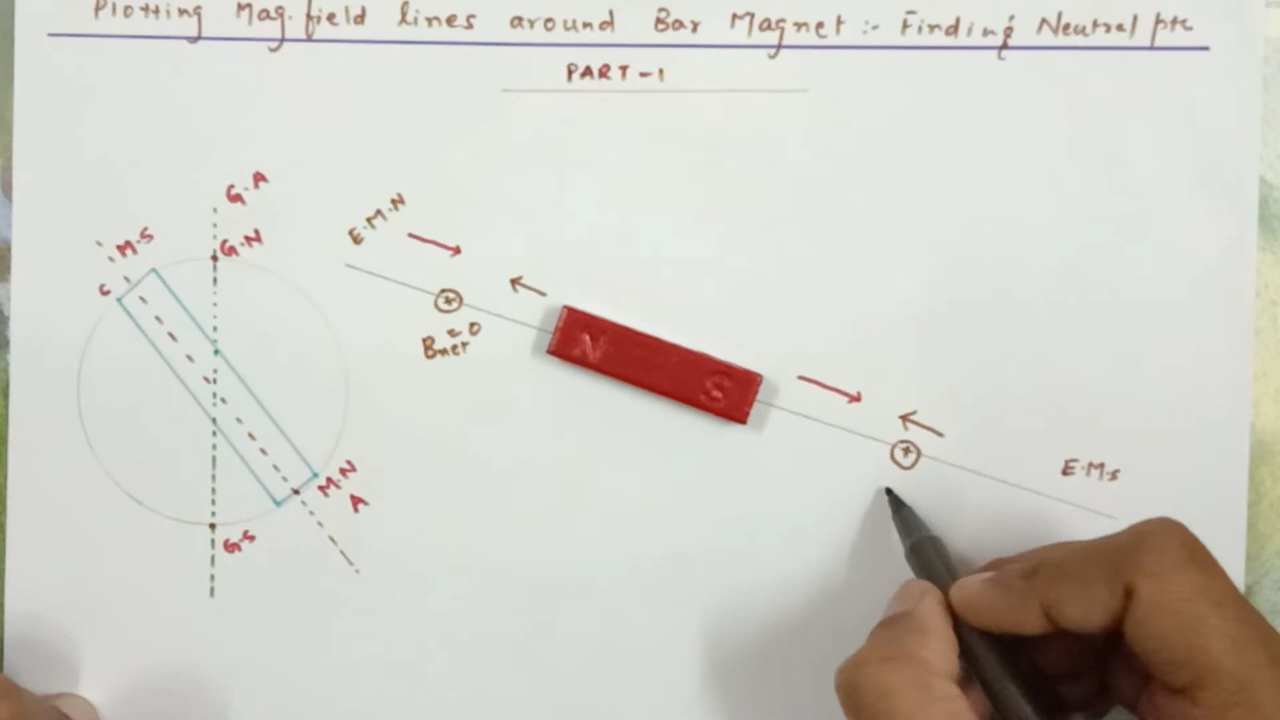 Plotting Mag. field lines around Bar Magnet :- Finding Neutral pts
PART-1
G.A
G.N
M.S
C
E.M.N
Bnet = 0
N
S
M.N
A
G.S
E.M.S